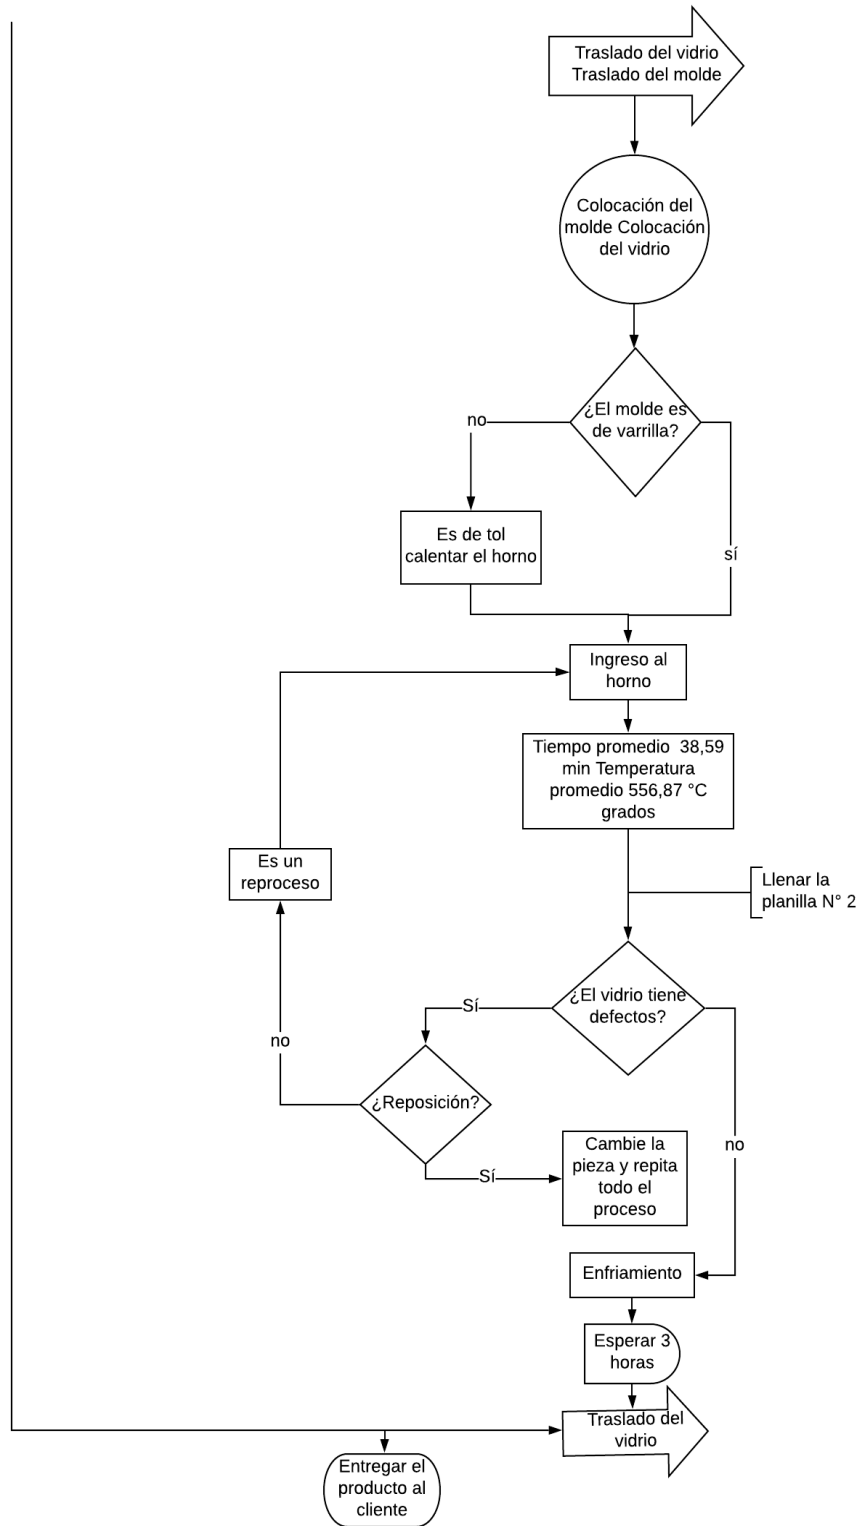 Traslado del vidrio
Traslado del molde
Colocación del
molde Colocación
del vidrio
¿El molde es
de varrilla?
no
Es de tol
calentar el horno
sí
Ingreso al
horno
Tiempo promedio 38,59
min Temperatura
promedio 556,87 °C
grados
Es un
reproceso
Llenar la
planilla N° 2
¿El vidrio tiene
defectos?
Sí
no
¿Reposición?
no
Sí
Cambie la
pieza y repita
todo el
proceso
Enfriamiento
Esperar 3
horas
Traslado del
vidrio
Entregar el
producto al
cliente